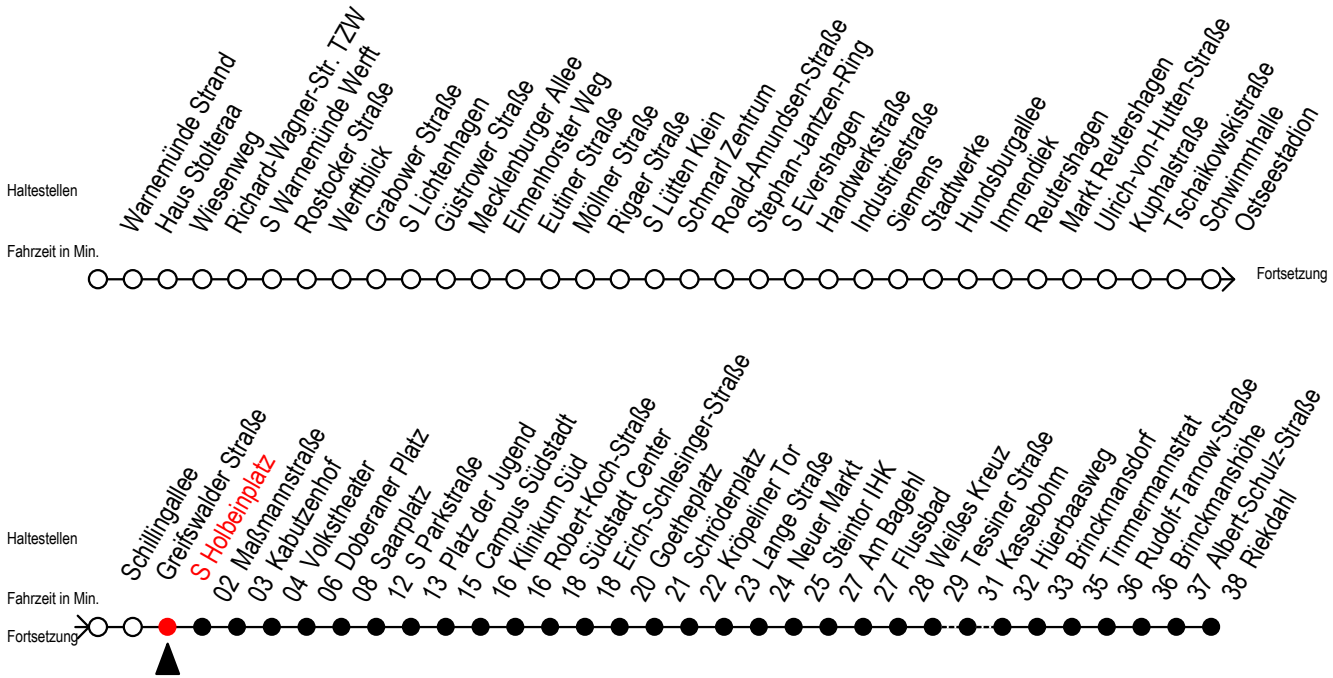 Haltestellen
Warnemünde Strand
Haus Stolteraa
Wiesenweg
Richard-Wagner-Str. TZW
S Warnemünde Werft
Rostocker Straße
Werftblick
Grabower Straße
S Lichtenhagen
Güstrower Straße
Mecklenburger Allee
Elmenhorster Weg
Eutiner Straße
Möllner Straße
Rigaer Straße
S Lütten Klein
Schmarl Zentrum
Roald-Amundsen-Straße
Stephan-Jantzen-Ring
S Evershagen
Handwerkstraße
Industriestraße
Siemens
Stadtwerke
Hundsburgallee
Immendiek
Reutershagen
Markt Reutershagen
Ulrich-von-Hutten-Straße
Kuphalstraße
Tschaikowskistraße
Schwimmhalle
Ostseestadion
Fahrzeit in Min.
Fortsetzung
Haltestellen
Schillingallee
Greifswalder Straße
S Holbeinplatz
02 Maßmannstraße
03 Kabutzenhof
04 Volkstheater
06 Doberaner Platz
08 Saarplatz
12 S Parkstraße
13 Platz der Jugend
15 Campus Südstadt
16 Klinikum Süd
16 Robert-Koch-Straße
18 Südstadt Center
18 Erich-Schlesinger-Straße
20 Goetheplatz
21 Schröderplatz
22 Kröpeliner Tor
23 Lange Straße
24 Neuer Markt
25 Steintor IHK
27 Am Bagehl
27 Flussbad
28 Weißes Kreuz
29 Tessiner Straße
31 Kassebohm
32 Hüerbaasweg
33 Brinckmansdorf
35 Timmermannstrat
36 Rudolf-Tarnow-Straße
36 Brinckmanshöhe
37 Albert-Schulz-Straße
38 Riekdahl
Fahrzeit in Min.
Fortsetzung